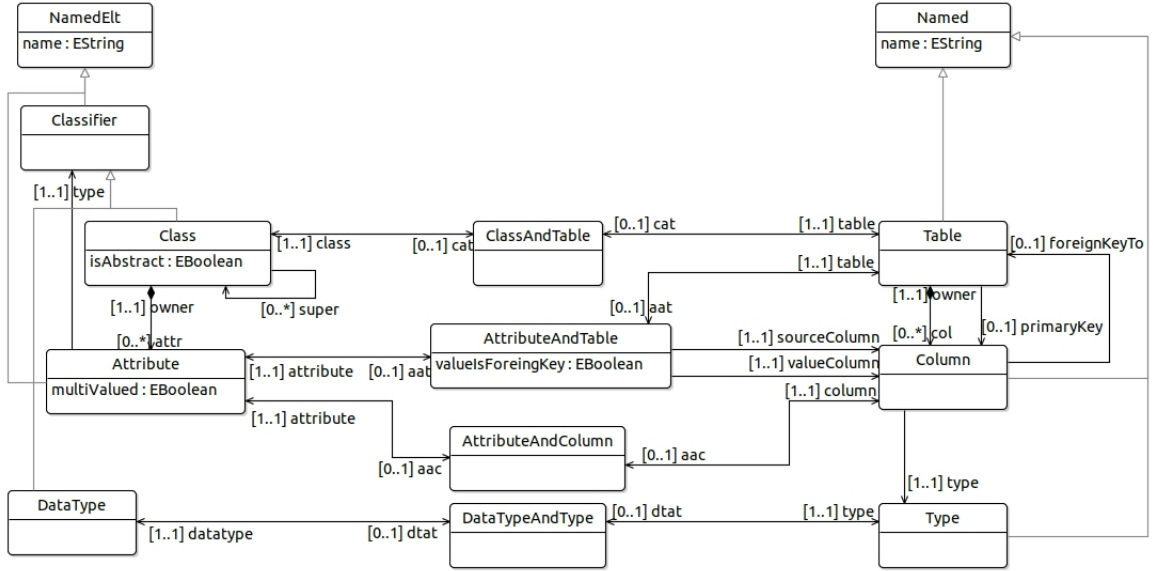 NamedElt
name : EString
Named
name : EString
Classifier
[1..1] type
Class
isAbstract : EBoolean
[1..1] class
[0..1] cat
ClassAndTable
[0..1] cat
[1..1] table
Table
[0..1] foreignKeyTo
[1..1] table
[0..*] super
[1..1] owner
[0..1] aat
[1..1] owner
[0..*] attr
[0..*] col
[0..1] primaryKey
Attribute
multiValued : EBoolean
[1..1] attribute
[0..1] aat
AttributeAndTable
valueIsForeingKey : EBoolean
[1..1] sourceColumn
[1..1] valueColumn
Column
[1..1] column
[1..1] attribute
AttributeAndColumn
[0..1] aac
[0..1] aac
[1..1] type
DataType
[1..1] datatype
[0..1] dtat
DataTypeAndType
[0..1] dtat
[1..1] type
Type